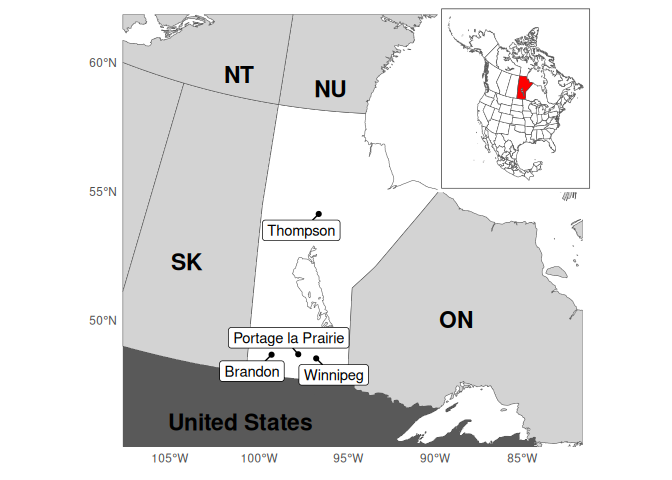 60°N
NT
NU
55°N
Thompson
SK
50°N
ON
Portage la Prairie
Brandon
Winnipeg
United States
105°W
100°W
95°W
90°W
85°W